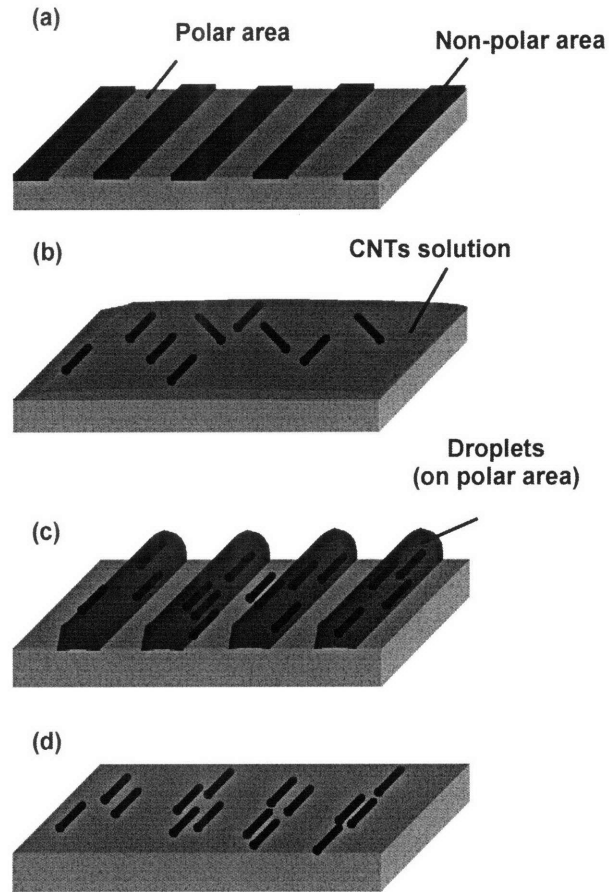 (a)
Polar area
Non-polar area
(b)
CNTs solution
Droplets
(on polar area)
(c)
(d)